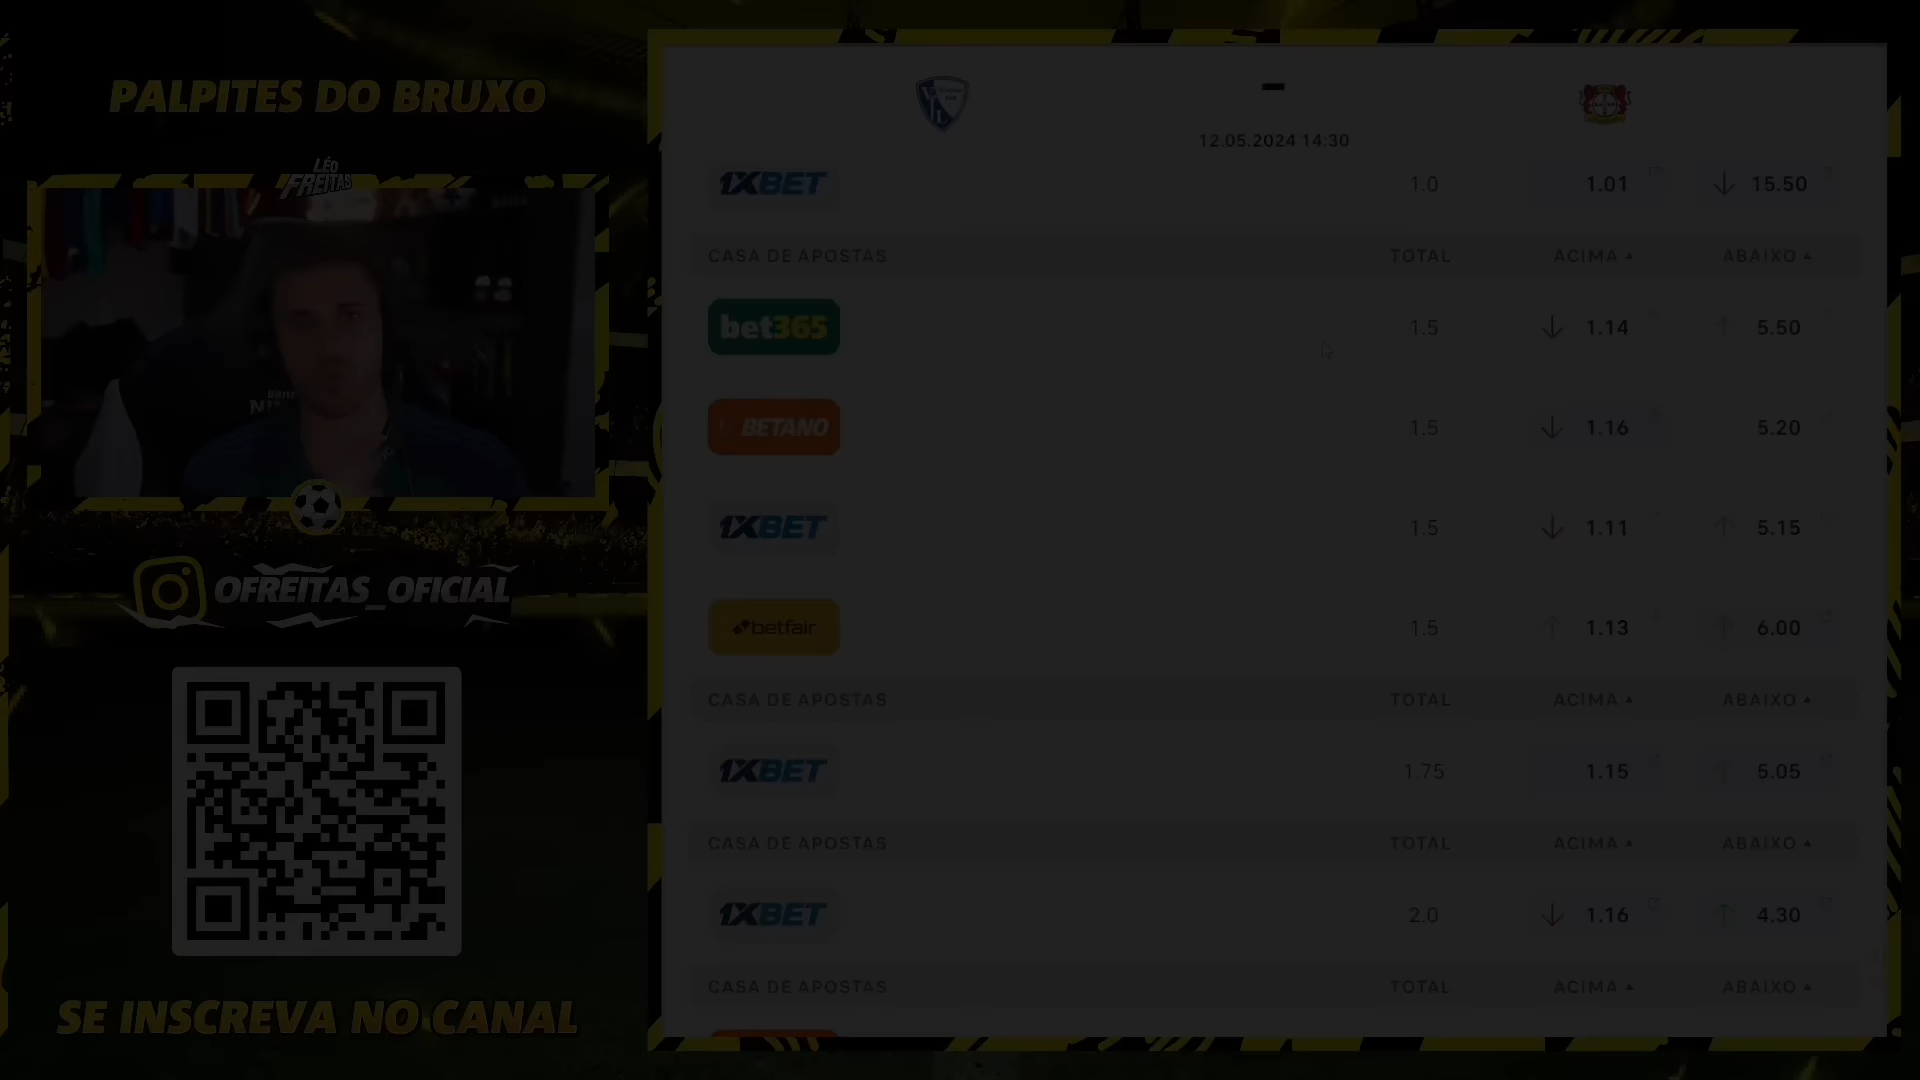 PALPITES DO BRUXO
LÉO
FREITAS
OFREITAS_OFICIAL
SE INSCREVA NO CANAL
12.05.2024 14:30
1XBET 1.0 1.01 15.50
CASA DE APOSTAS TOTAL ACIMA ABAIXO
bet365 1.5 1.14 5.50
BETANO 1.5 1.16 5.20
1XBET 1.5 1.11 5.15
betfair 1.5 1.13 6.00
CASA DE APOSTAS TOTAL ACIMA ABAIXO
1XBET 1.75 1.15 5.05
CASA DE APOSTAS TOTAL ACIMA ABAIXO
1XBET 2.0 1.16 4.30
CASA DE APOSTAS TOTAL ACIMA ABAIXO